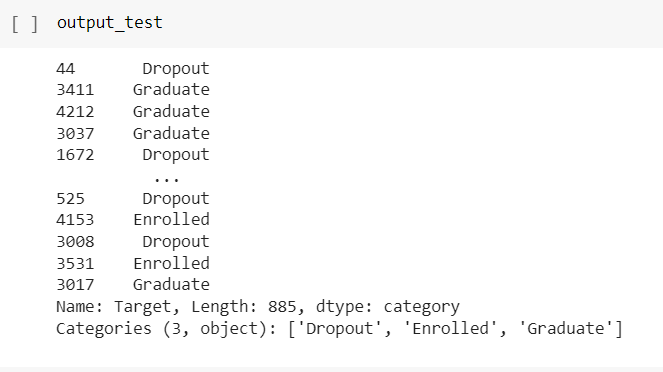 [ ] output_test
44 Dropout
3411 Graduate
4212 Graduate
3037 Graduate
1672 Dropout
...
525 Dropout
4153 Enrolled
3008 Dropout
3531 Enrolled
3017 Graduate
Name: Target, Length: 885, dtype: category
Categories (3, object): ['Dropout', 'Enrolled', 'Graduate']